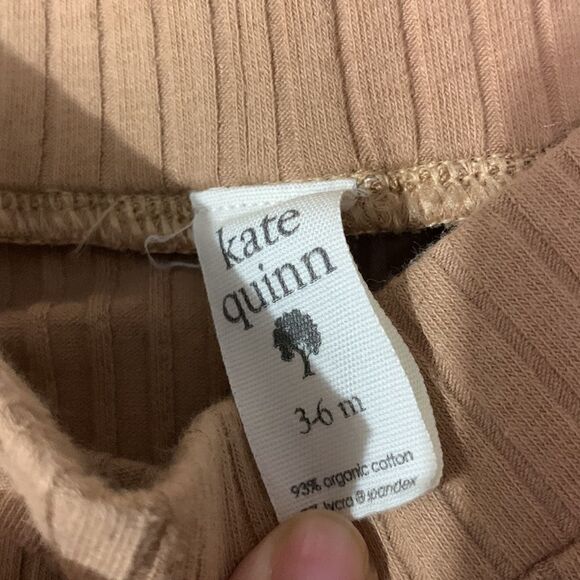 kate
quinn
3-6 m
93% organic cotton
lycra ® spandex